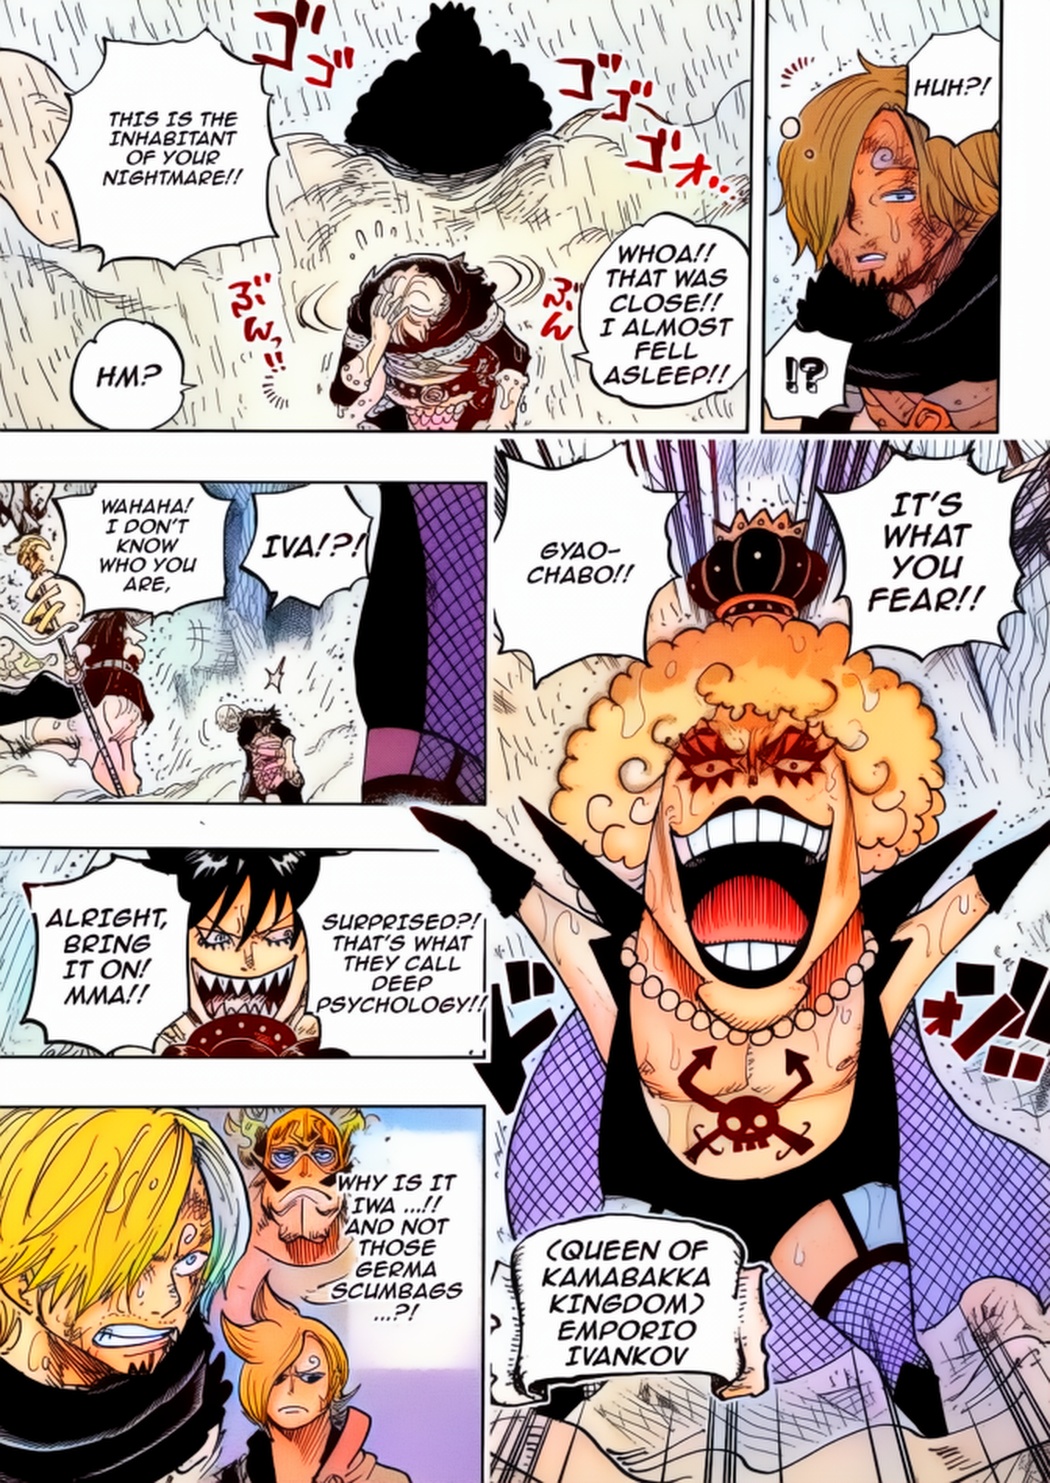 ゴゴ
THIS IS THE
INHABITANT
OF YOUR
NIGHTMARE!!
ゴゴゴォ..
HUH?!
ぶんっ!!
ぶん
WHOA!!
THAT WAS
CLOSE!!
I ALMOST
FELL
ASLEEP!!
HM?
!?
WAHAHA!
I DON'T
KNOW
WHO YOU
ARE,
IVA!?!
GYAO-
CHABO!!
IT'S
WHAT
YOU
FEAR!!
ALRIGHT,
BRING
IT ON!
MMA!!
SURPRISED?!
THAT'S WHAT
THEY CALL
DEEP
PSYCHOLOGY!!
ドォン!!
WHY IS IT
IWA ...!!
AND NOT
THOSE
GERMA
SCUMBAGS
...?!
(QUEEN OF
KAMABAKKA
KINGDOM)
EMPORIO
IVANKOV